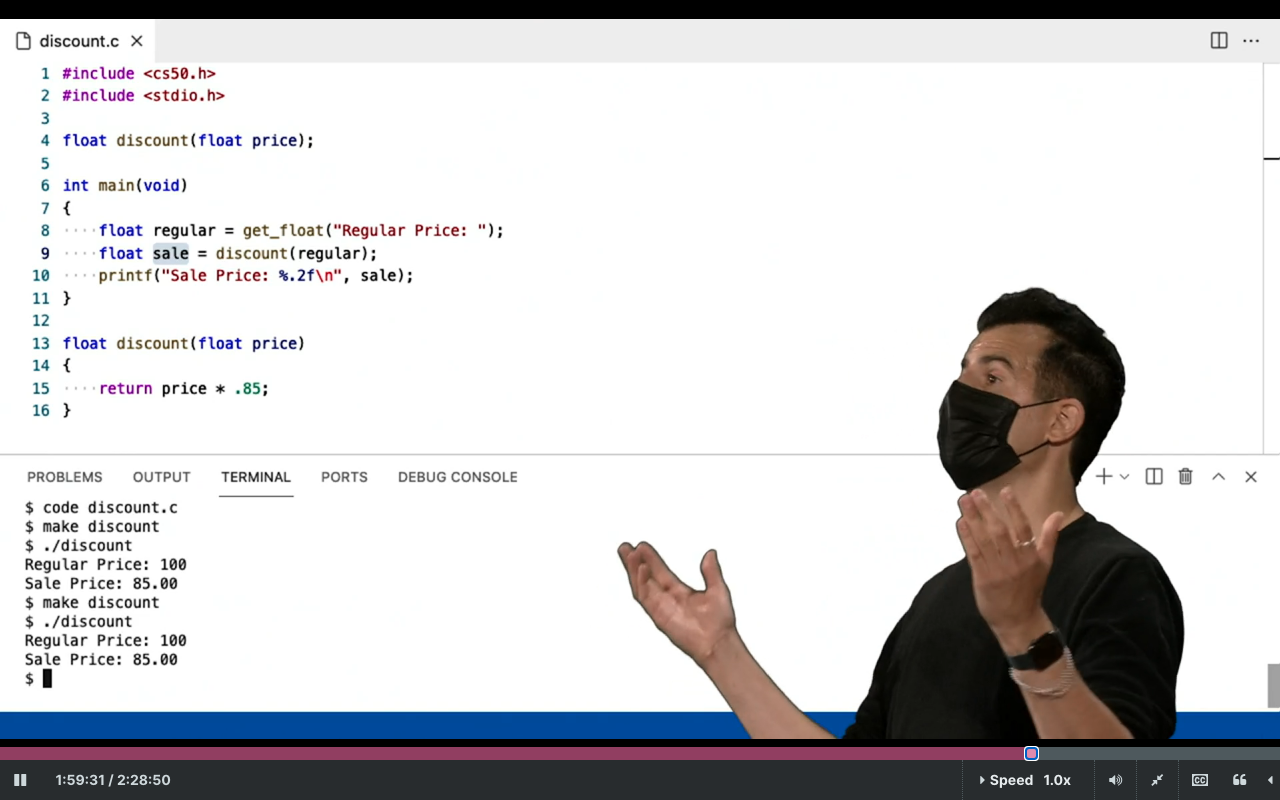 discount.c
1 #include <cs50.h>
2 #include <stdio.h>
3
4 float discount(float price);
5
6 int main(void)
7 {
8 ····float regular = get_float("Regular Price: ");
9 ····float sale = discount(regular);
10 ····printf("Sale Price: %.2f\n", sale);
11 }
12
13 float discount(float price)
14 {
15 ····return price * .85;
16 }
PROBLEMS OUTPUT TERMINAL PORTS DEBUG CONSOLE
$ code discount.c
$ make discount
$ ./discount
Regular Price: 100
Sale Price: 85.00
$ make discount
$ ./discount
Regular Price: 100
Sale Price: 85.00
$
1:59:31 / 2:28:50 Speed 1.0x CC